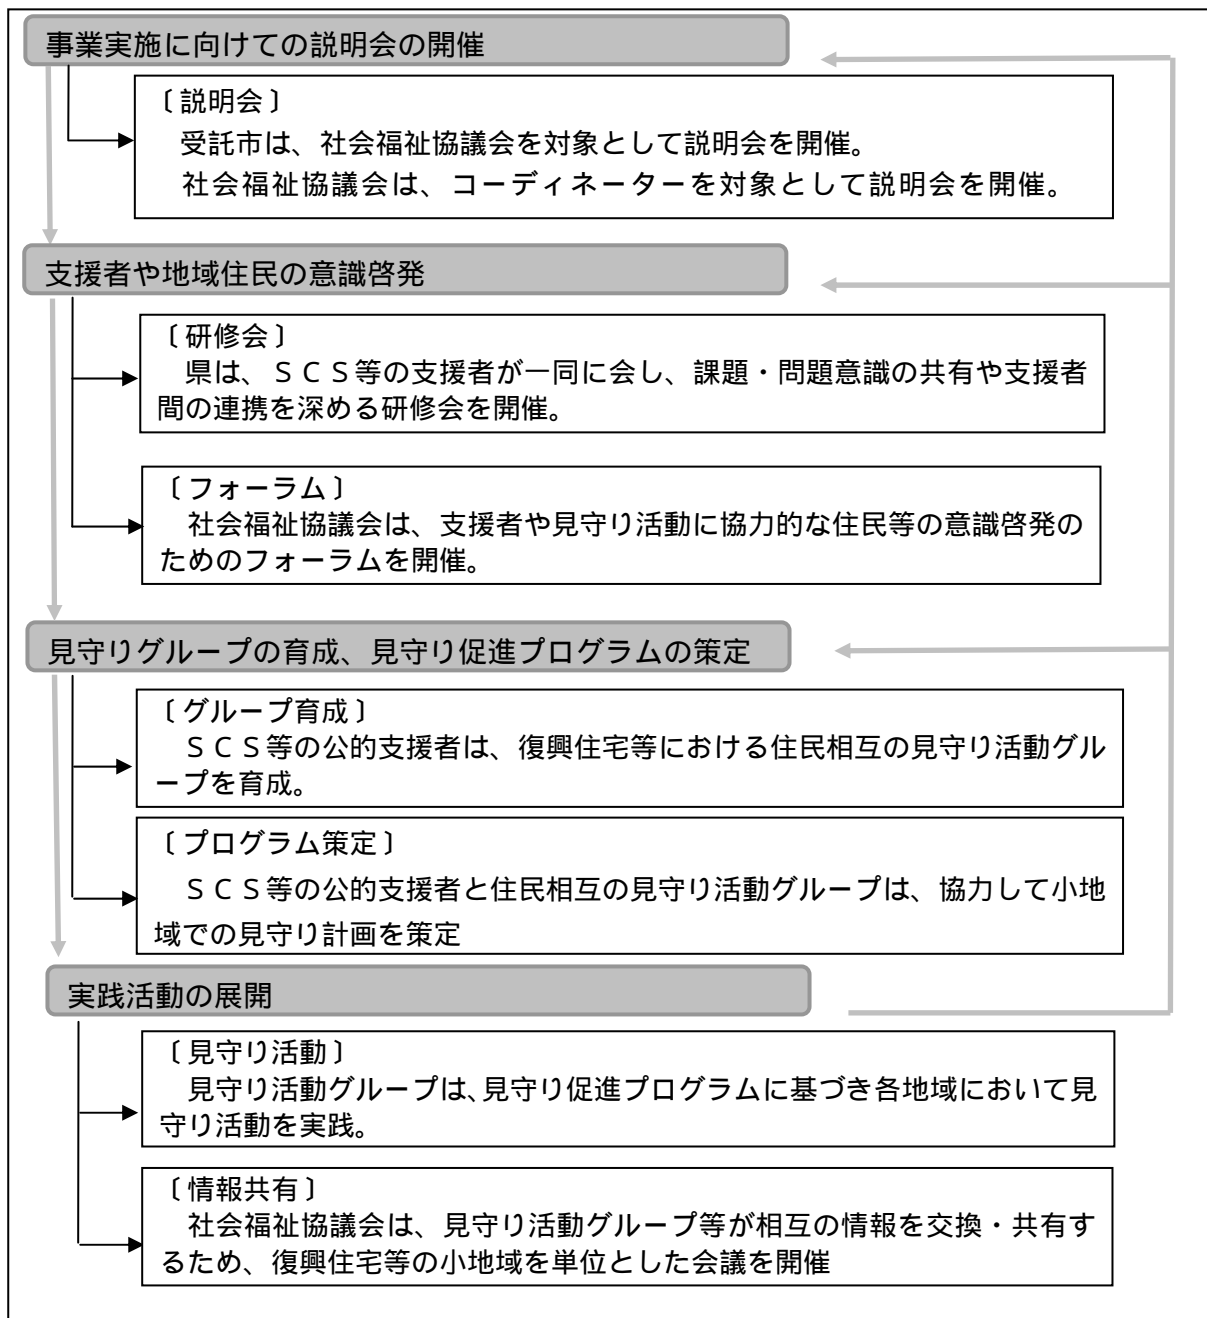 事業実施に向けての説明会の開催
〔説明会〕
受託市は、社会福祉協議会を対象として説明会を開催。
社会福祉協議会は、コーディネーターを対象として説明会を開催。
支援者や地域住民の意識啓発
〔研修会〕
県は、ＳＣＳ等の支援者が一同に会し、課題・問題意識の共有や支援者
間の連携を深める研修会を開催。
〔フォーラム〕
社会福祉協議会は、支援者や見守り活動に協力的な住民等の意識啓発の
ためのフォーラムを開催。
見守りグループの育成、見守り促進プログラムの策定
〔グループ育成〕
ＳＣＳ等の公的支援者は、復興住宅等における住民相互の見守り活動グル
ープを育成。
〔プログラム策定〕
ＳＣＳ等の公的支援者と住民相互の見守り活動グループは、協力して小地
域での見守り計画を策定
実践活動の展開
〔見守り活動〕
見守り活動グループは、見守り促進プログラムに基づき各地域において見
守り活動を実践。
〔情報共有〕
社会福祉協議会は、見守り活動グループ等が相互の情報を交換・共有す
るため、復興住宅等の小地域を単位とした会議を開催